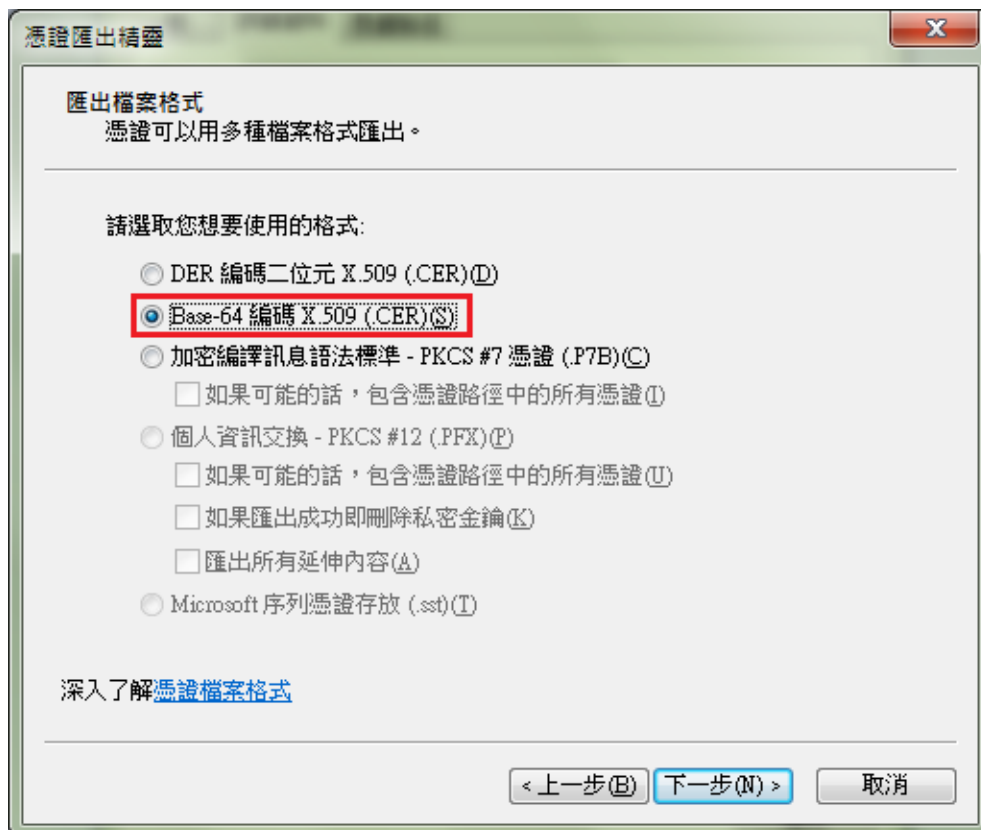 憑證匯出精靈
匯出檔案格式
憑證可以用多種檔案格式匯出。
請選取您想要使用的格式:
DER 編碼二位元 X.509 (.CER)(D)
Base-64 編碼 X.509 (.CER)(S)
加密編譯訊息語法標準 - PKCS #7 憑證 (.P7B)(C)
如果可能的話，包含憑證路徑中的所有憑證(I)
個人資訊交換 - PKCS #12 (.PFX)(P)
如果可能的話，包含憑證路徑中的所有憑證(U)
如果匯出成功即刪除私密金鑰(K)
匯出所有延伸內容(A)
Microsoft 序列憑證存放 (.sst)(T)
深入了解憑證檔案格式
< 上一步(B) 下一步(N) > 取消